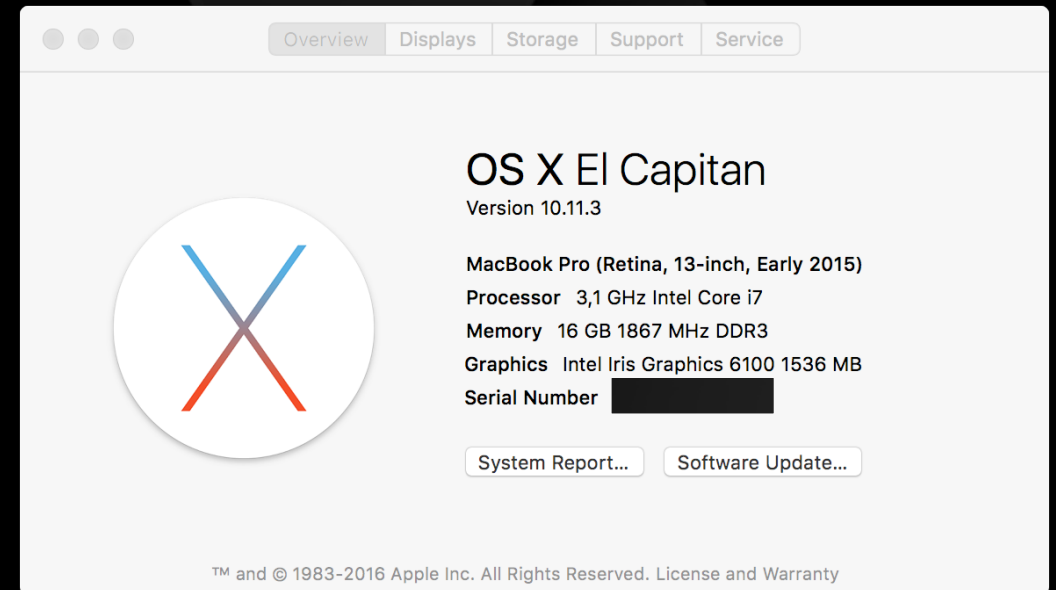 Overview Displays Storage Support Service
OS X El Capitan
Version 10.11.3
MacBook Pro (Retina, 13-inch, Early 2015)
Processor 3,1 GHz Intel Core i7
Memory 16 GB 1867 MHz DDR3
Graphics Intel Iris Graphics 6100 1536 MB
Serial Number
System Report... Software Update...
™ and © 1983-2016 Apple Inc. All Rights Reserved. License and Warranty